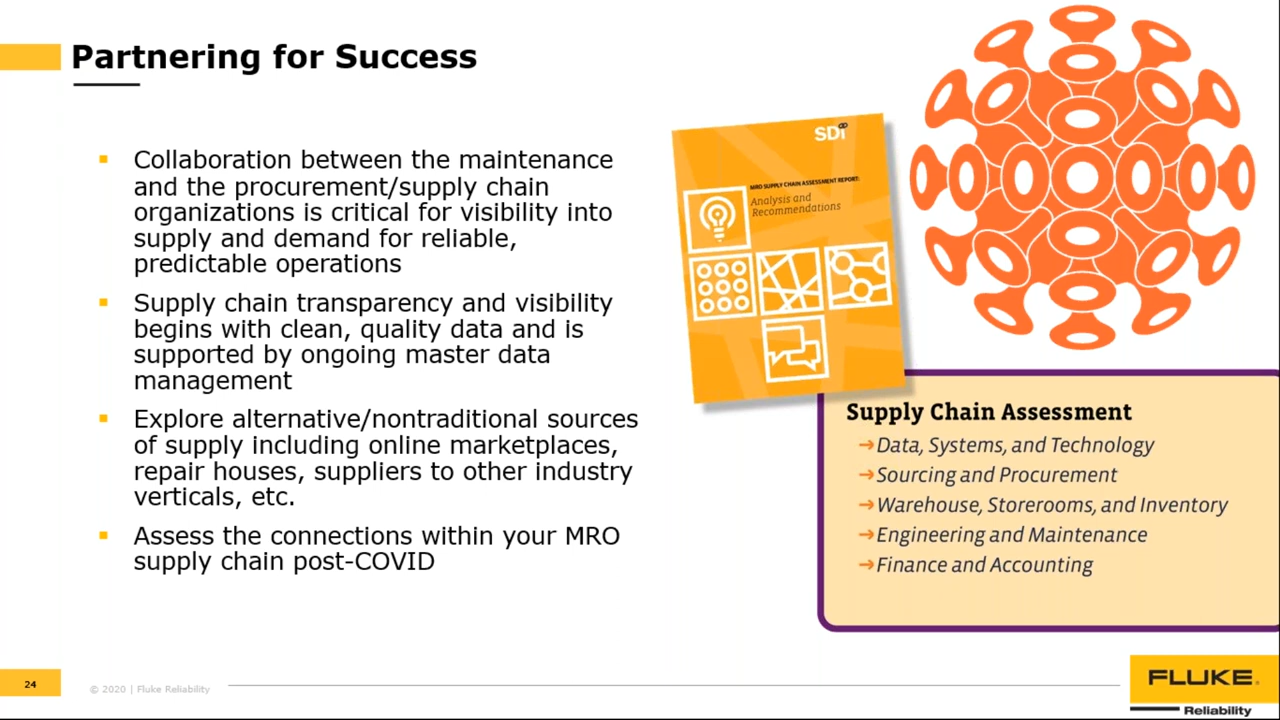 Partnering for Success
Collaboration between the maintenance
and the procurement/supply chain
organizations is critical for visibility into
supply and demand for reliable,
predictable operations
Supply chain transparency and visibility
begins with clean, quality data and is
supported by ongoing master data
management
Explore alternative/nontraditional sources
of supply including online marketplaces,
repair houses, suppliers to other industry
verticals, etc.
Assess the connections within your MRO
supply chain post-COVID
SDi
MRO SUPPLY CHAIN ASSESSMENT REPORT:
Analysis and
Recommendations
Supply Chain Assessment
→Data, Systems, and Technology
→Sourcing and Procurement
→Warehouse, Storerooms, and Inventory
→Engineering and Maintenance
→Finance and Accounting
24
© 2020 | Fluke Reliability
FLUKE®
Reliability